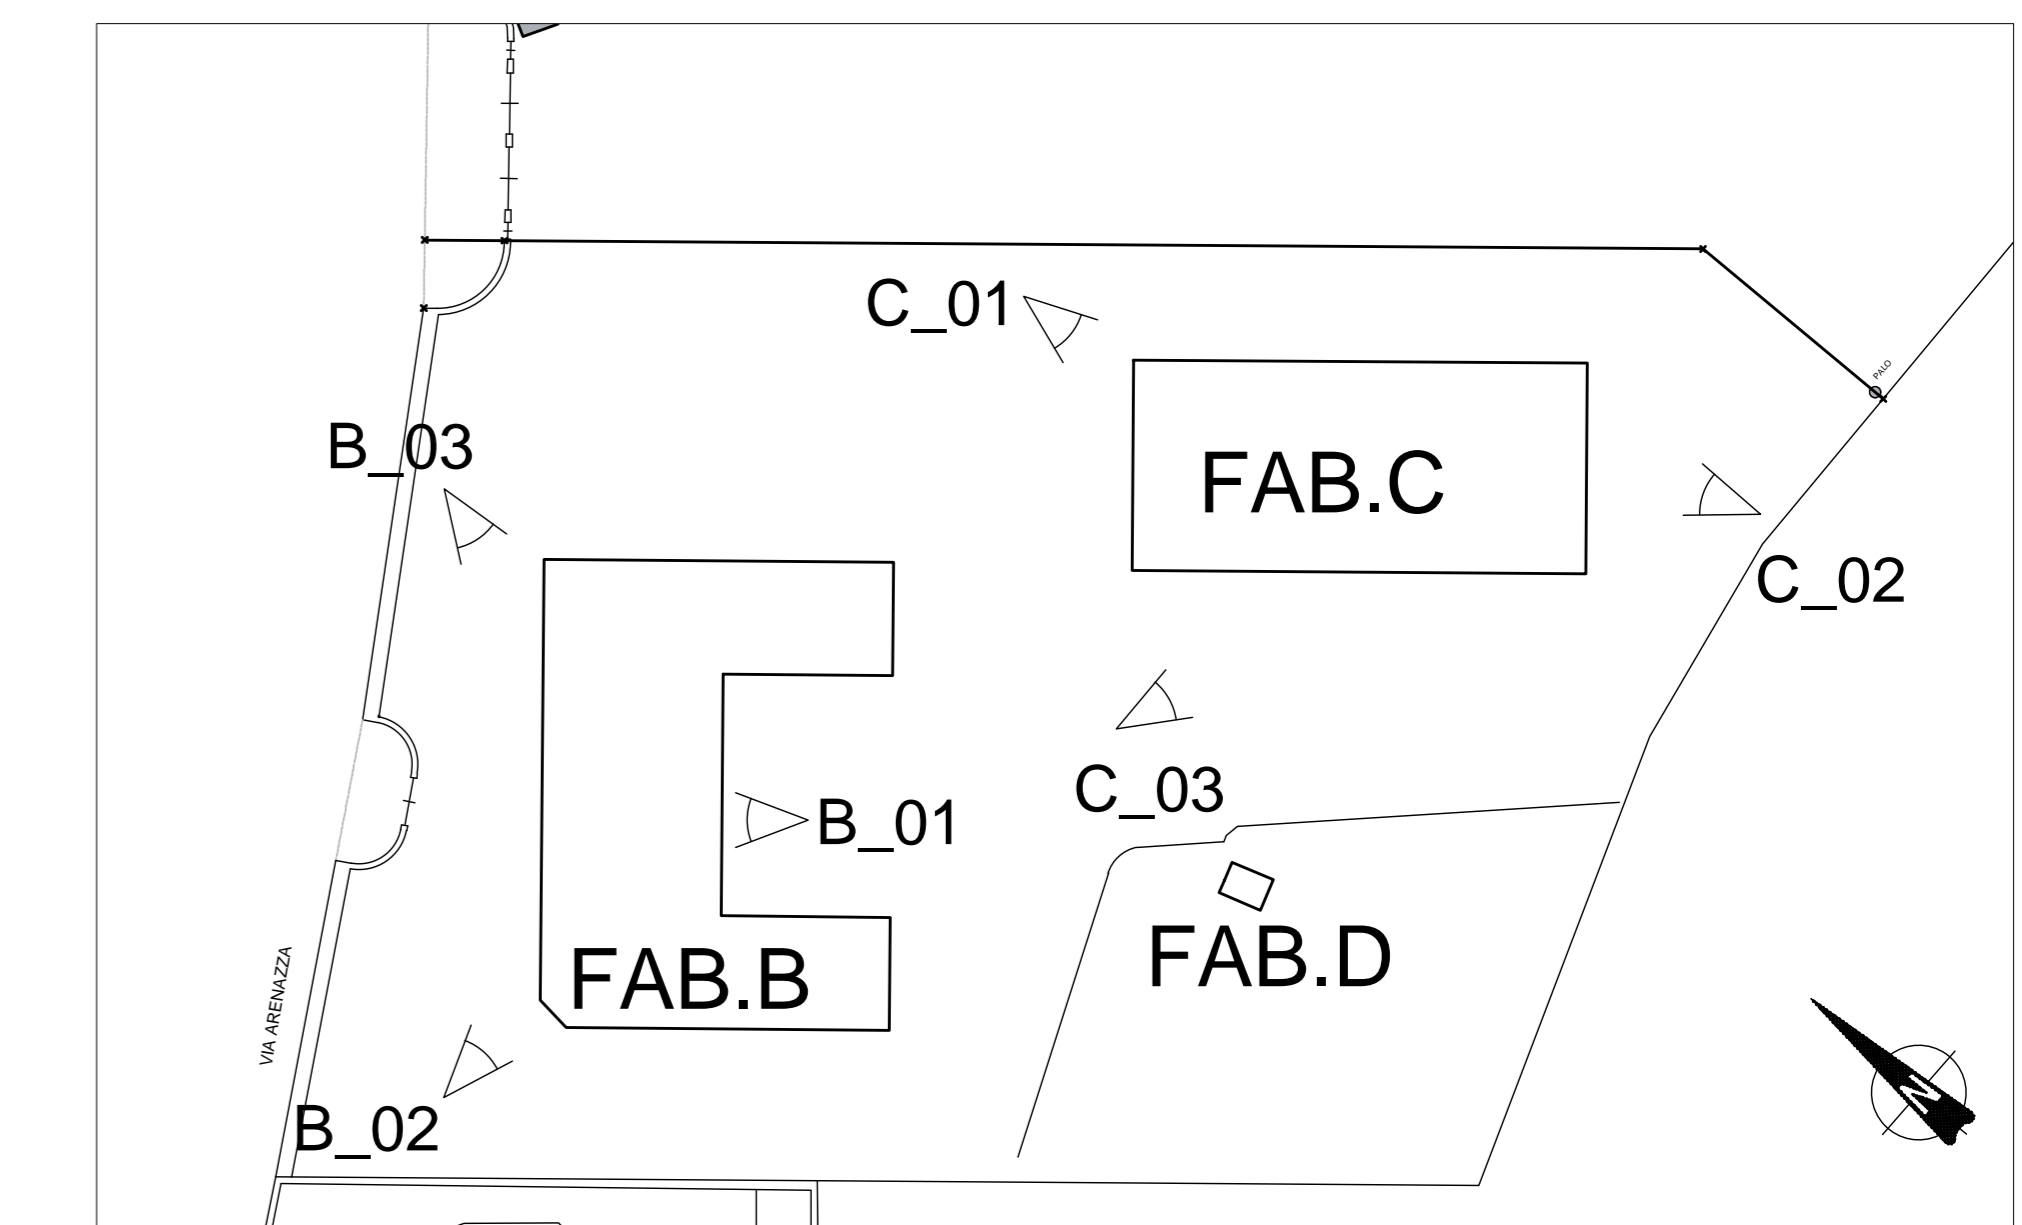 C_01
PALO
B_03
FAB.C
C_02
C_03
B_01
FAB.B
FAB.D
VIA ARENAZZA
B_02
N